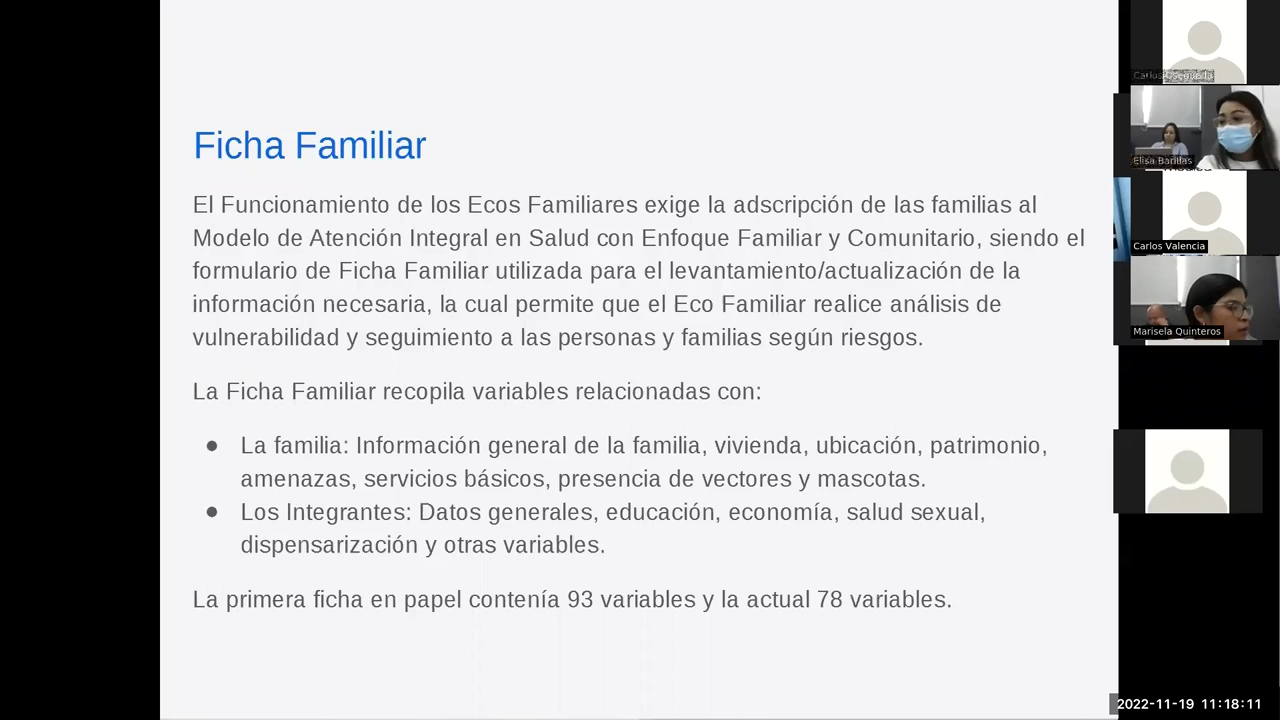 Ficha Familiar
El Funcionamiento de los Ecos Familiares exige la adscripción de las familias al
Modelo de Atención Integral en Salud con Enfoque Familiar y Comunitario, siendo el
formulario de Ficha Familiar utilizada para el levantamiento/actualización de la
información necesaria, la cual permite que el Eco Familiar realice análisis de
vulnerabilidad y seguimiento a las personas y familias según riesgos.
La Ficha Familiar recopila variables relacionadas con:
● La familia: Información general de la familia, vivienda, ubicación, patrimonio,
amenazas, servicios básicos, presencia de vectores y mascotas.
● Los Integrantes: Datos generales, educación, economía, salud sexual,
dispensarización y otras variables.
La primera ficha en papel contenía 93 variables y la actual 78 variables.
Carlos
Elisa Barillas
Carlos Valencia
Marisela Quinteros
2022-11-19 11:18:11